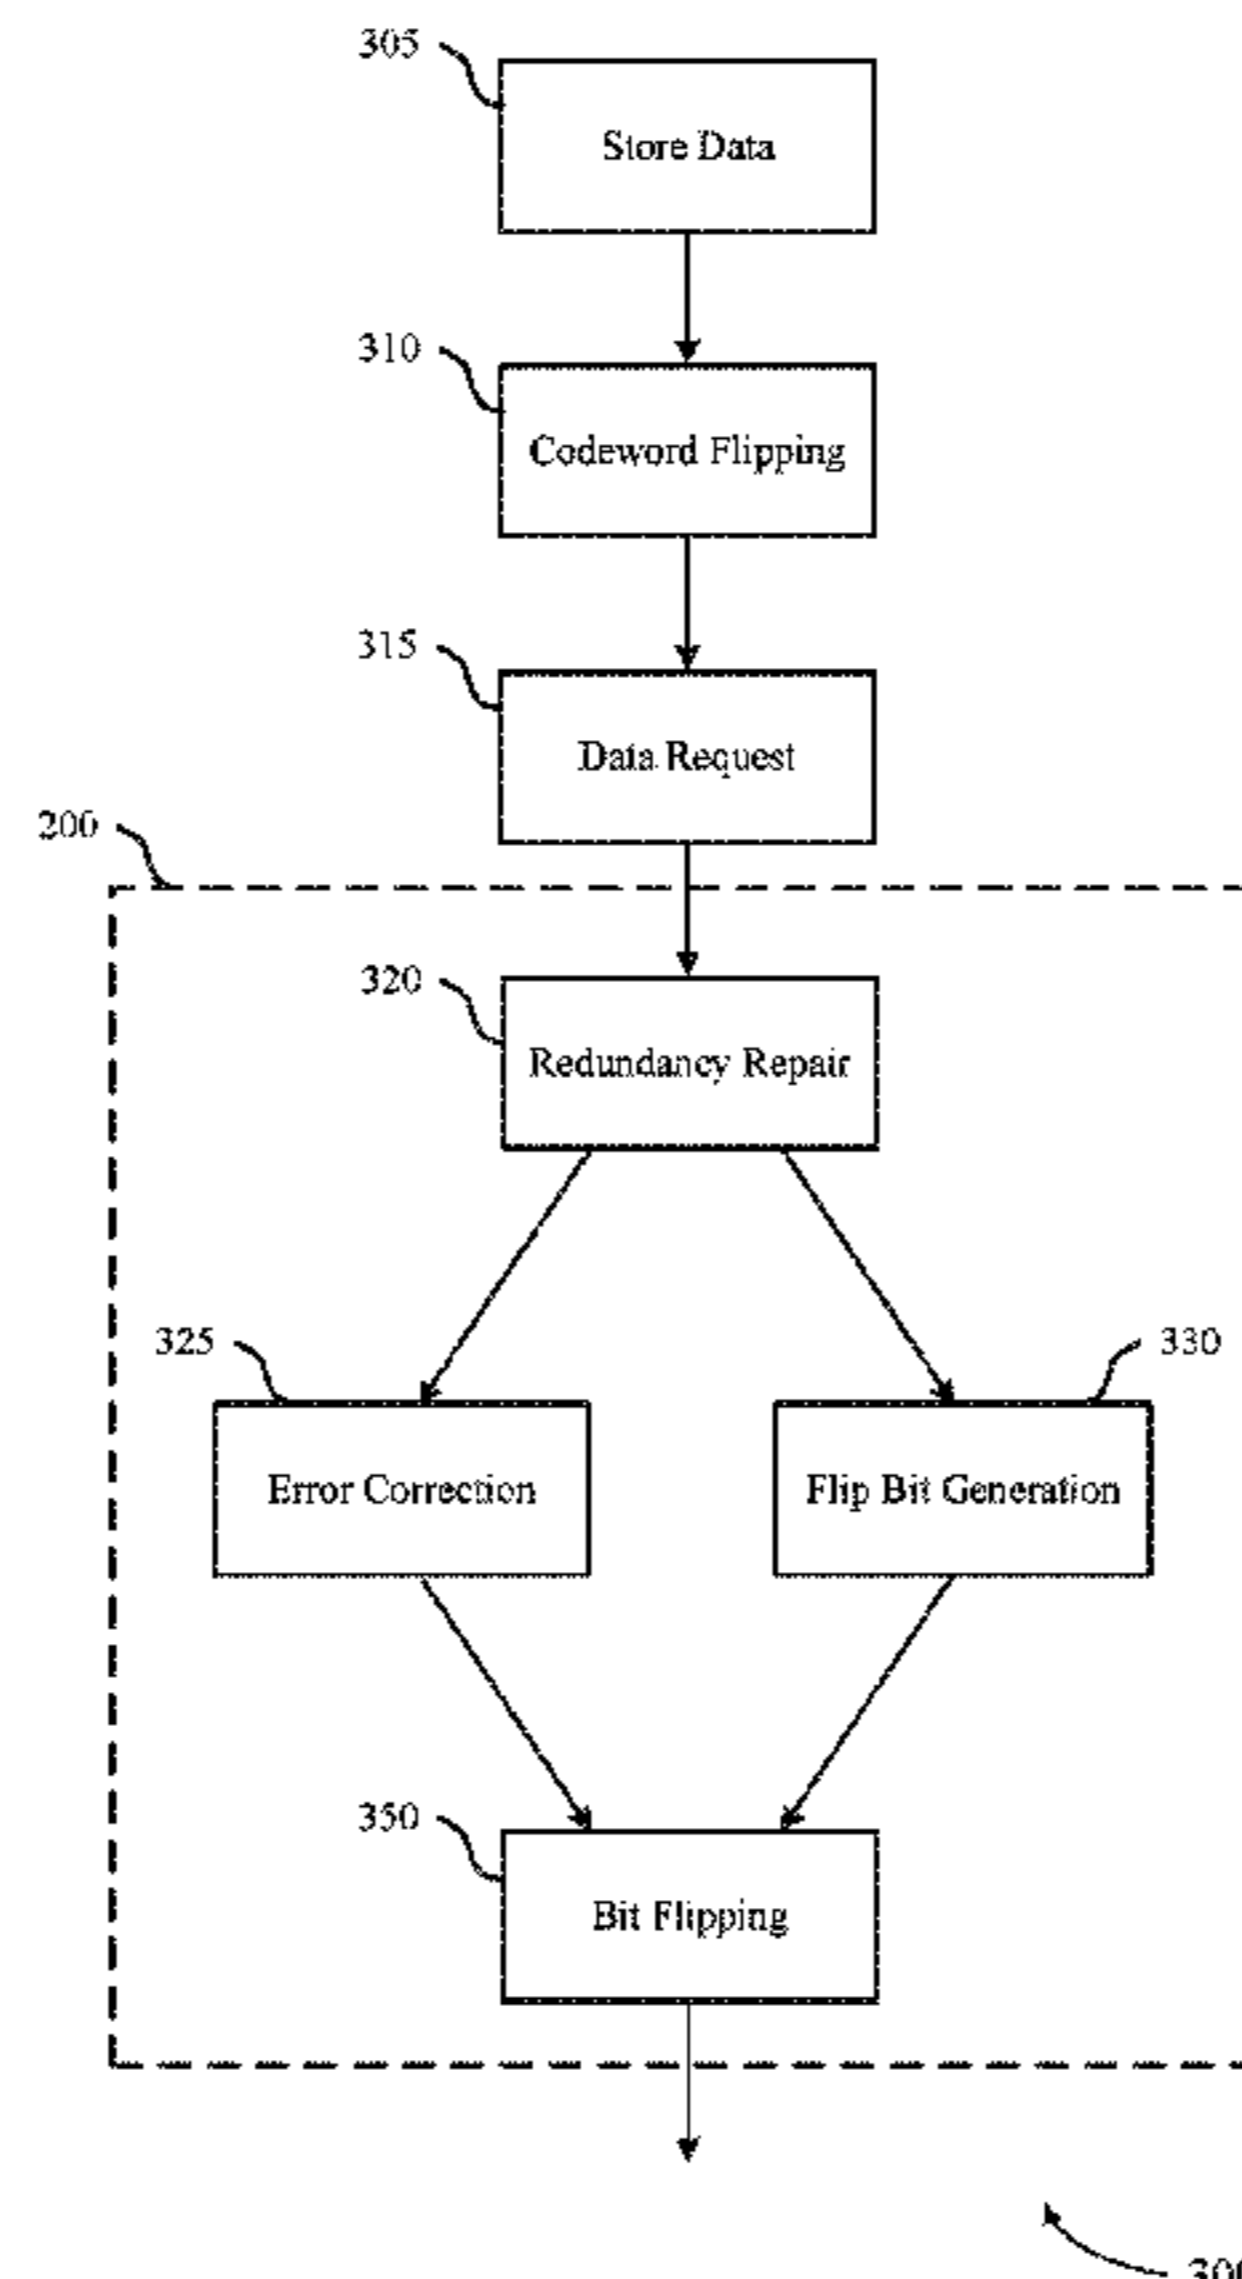 305
Store Data
310
Codeword Flipping
315
Data Request
200
320
Redundancy Repair
325
330
Error Correction
Flip Bit Generation
350
Bit Flipping
300